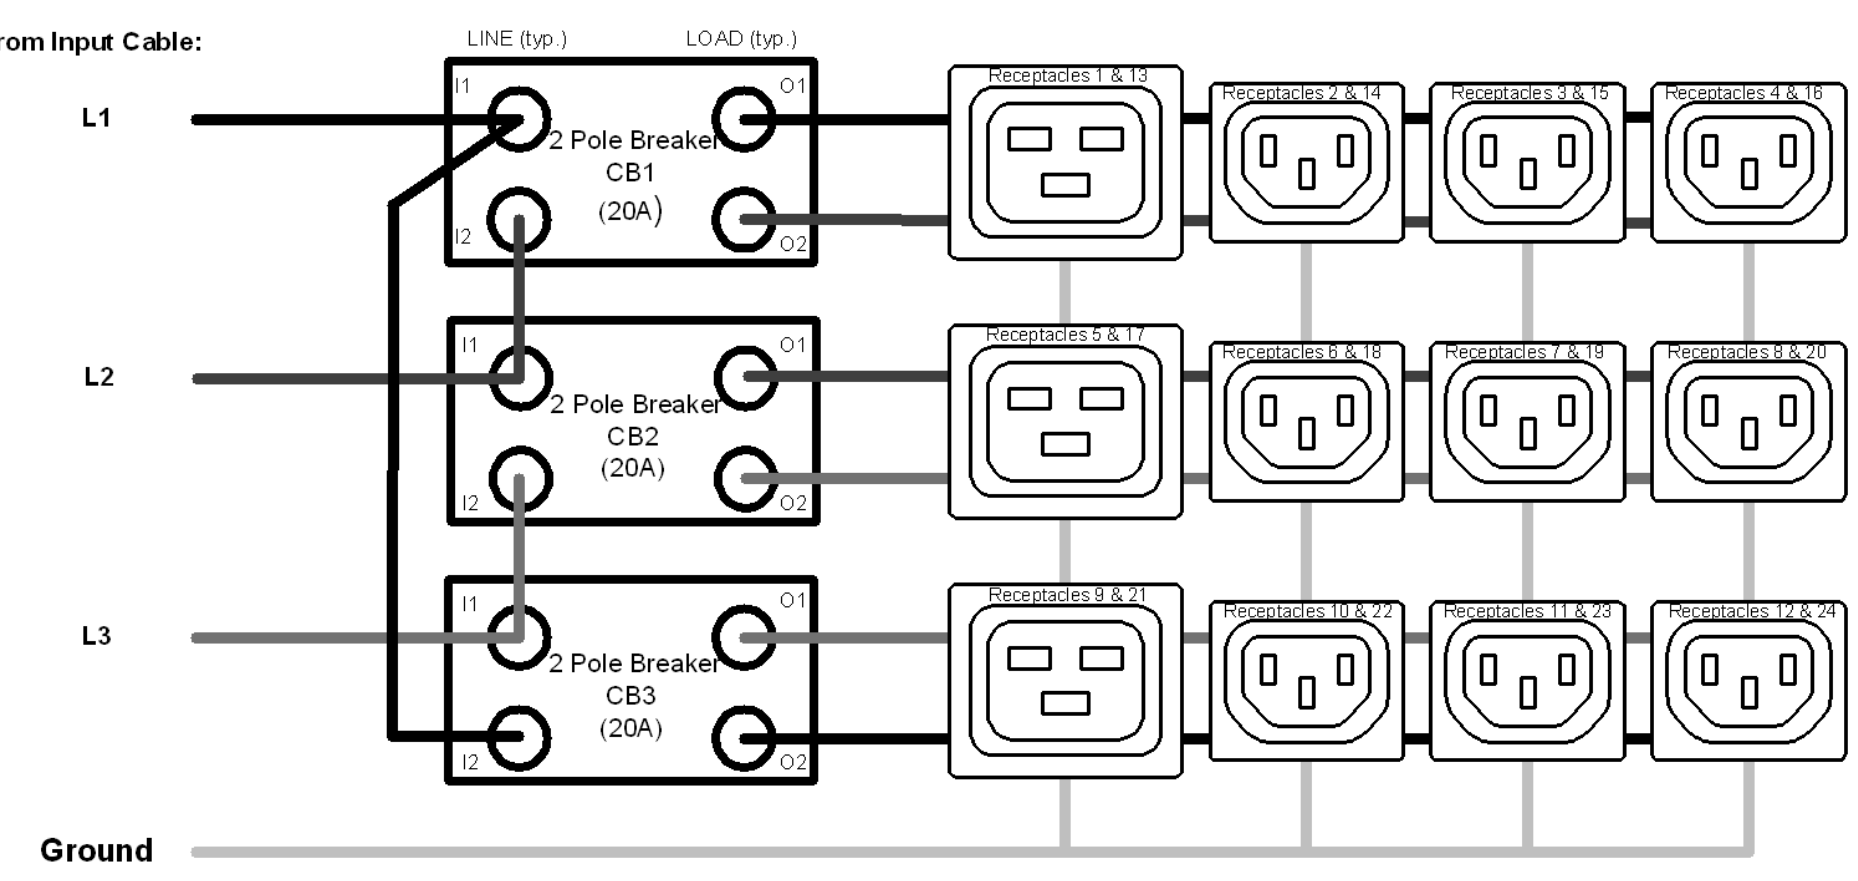 rom Input Cable:
LINE (typ.)
LOAD (typ.)
L1
I1
O1
2 Pole Breaker
CB1
(20A)
I2
O2
Receptacles 1 & 13
Receptacles 2 & 14
Receptacles 3 & 15
Receptacles 4 & 16
L2
I1
O1
2 Pole Breaker
CB2
(20A)
I2
O2
Receptacles 5 & 17
Receptacles 6 & 18
Receptacles 7 & 19
Receptacles 8 & 20
L3
I1
O1
2 Pole Breaker
CB3
(20A)
I2
O2
Receptacles 9 & 21
Receptacles 10 & 22
Receptacles 11 & 23
Receptacles 12 & 24
Ground